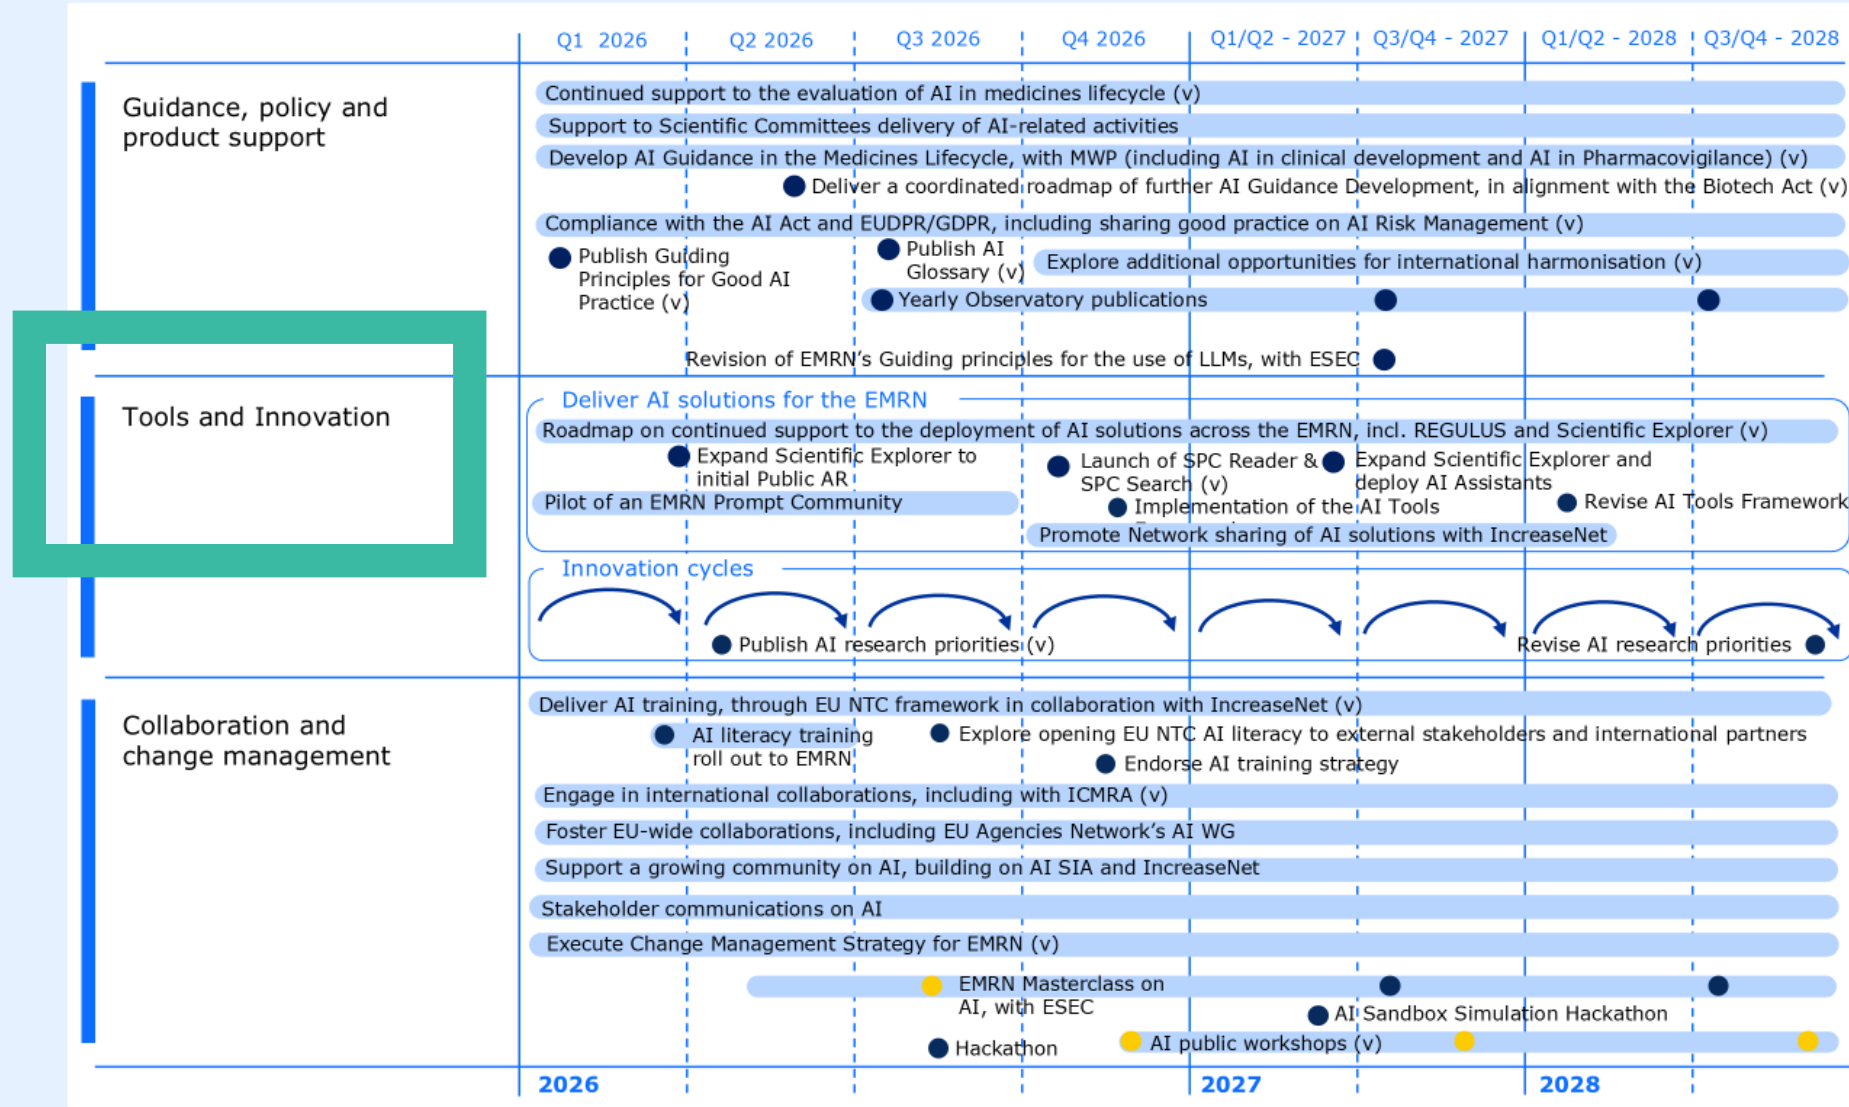 Q1 2026
Q2 2026
Q3 2026
Q4 2026
Q1/Q2 - 2027
Q3/Q4 - 2027
Q1/Q2 - 2028
Q3/Q4 - 2028
Guidance, policy and
product support
Continued support to the evaluation of AI in medicines lifecycle (v)
Support to Scientific Committees delivery of AI-related activities
Develop AI Guidance in the Medicines Lifecycle, with MWP (including AI in clinical development and AI in Pharmacovigilance) (v)
Deliver a coordinated roadmap of further AI Guidance Development, in alignment with the Biotech Act (v)
Compliance with the AI Act and EUDPR/GDPR, including sharing good practice on AI Risk Management (v)
Publish Guiding
Principles for Good AI
Practice (v)
Publish AI
Glossary (v)
Explore additional opportunities for international harmonisation (v)
Yearly Observatory publications
Revision of EMRN's Guiding principles for the use of LLMs, with ESEC
Tools and Innovation
Deliver AI solutions for the EMRN
Roadmap on continued support to the deployment of AI solutions across the EMRN, incl. REGULUS and Scientific Explorer (v)
Expand Scientific Explorer to
initial Public AR
Launch of SPC Reader &
SPC Search (v)
Expand Scientific Explorer and
deploy AI Assistants
Pilot of an EMRN Prompt Community
Implementation of the AI Tools
Revise AI Tools Framework
Promote Network sharing of AI solutions with IncreaseNet
Innovation cycles
Publish AI research priorities (v)
Revise AI research priorities
Collaboration and
change management
Deliver AI training, through EU NTC framework in collaboration with IncreaseNet (v)
AI literacy training
roll out to EMRN
Explore opening EU NTC AI literacy to external stakeholders and international partners
Endorse AI training strategy
Engage in international collaborations, including with ICMRA (v)
Foster EU-wide collaborations, including EU Agencies Network's AI WG
Support a growing community on AI, building on AI SIA and IncreaseNet
Stakeholder communications on AI
Execute Change Management Strategy for EMRN (v)
EMRN Masterclass on
AI, with ESEC
AI Sandbox Simulation Hackathon
Hackathon
AI public workshops (v)
2026
2027
2028